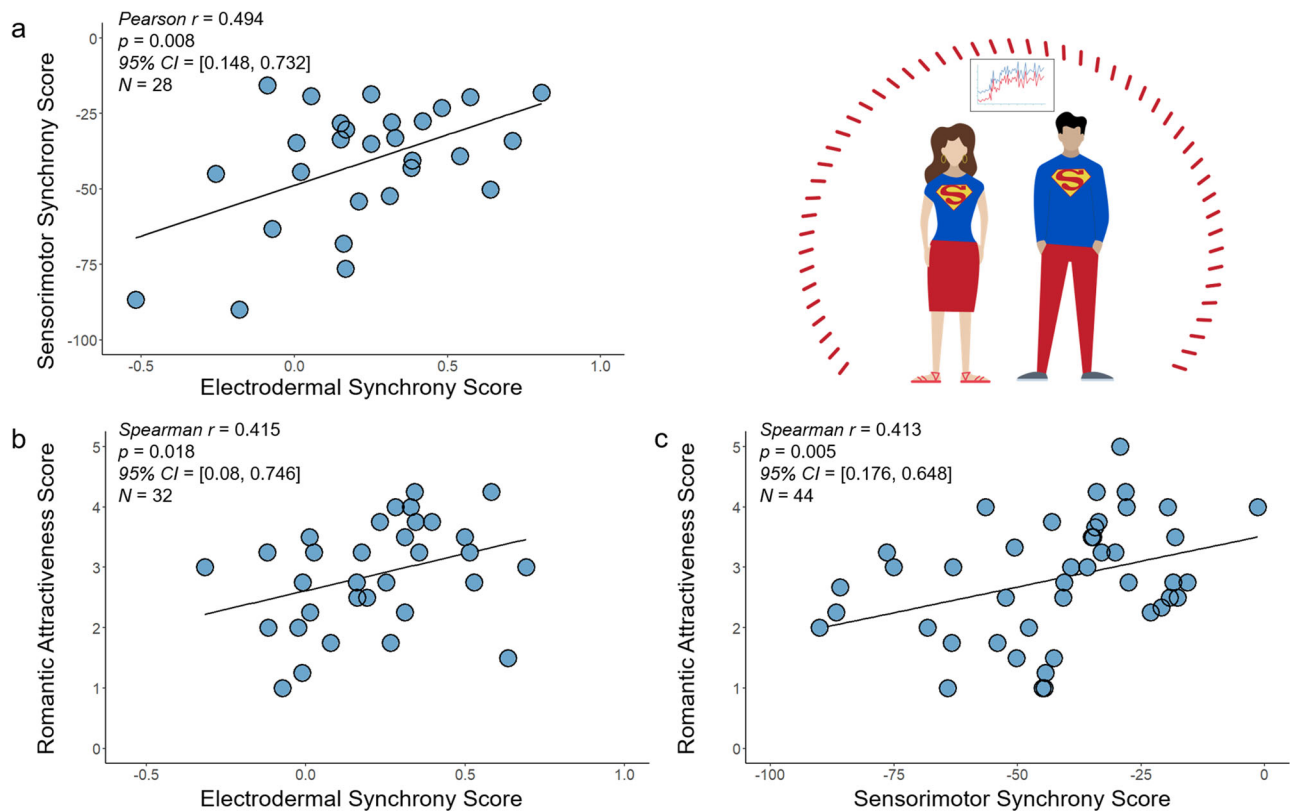 a
Pearson r = 0.494
p = 0.008
95% CI = [0.148, 0.732]
N = 28
Sensorimotor Synchrony Score
0
-25
-50
-75
-100
-0.5 0.0 0.5 1.0
Electrodermal Synchrony Score
S S
b
Spearman r = 0.415
p = 0.018
95% CI = [0.08, 0.746]
N = 32
Romantic Attractiveness Score
5
4
3
2
1
0
-0.5 0.0 0.5 1.0
Electrodermal Synchrony Score
c
Spearman r = 0.413
p = 0.005
95% CI = [0.176, 0.648]
N = 44
Romantic Attractiveness Score
5
4
3
2
1
0
-100 -75 -50 -25 0
Sensorimotor Synchrony Score